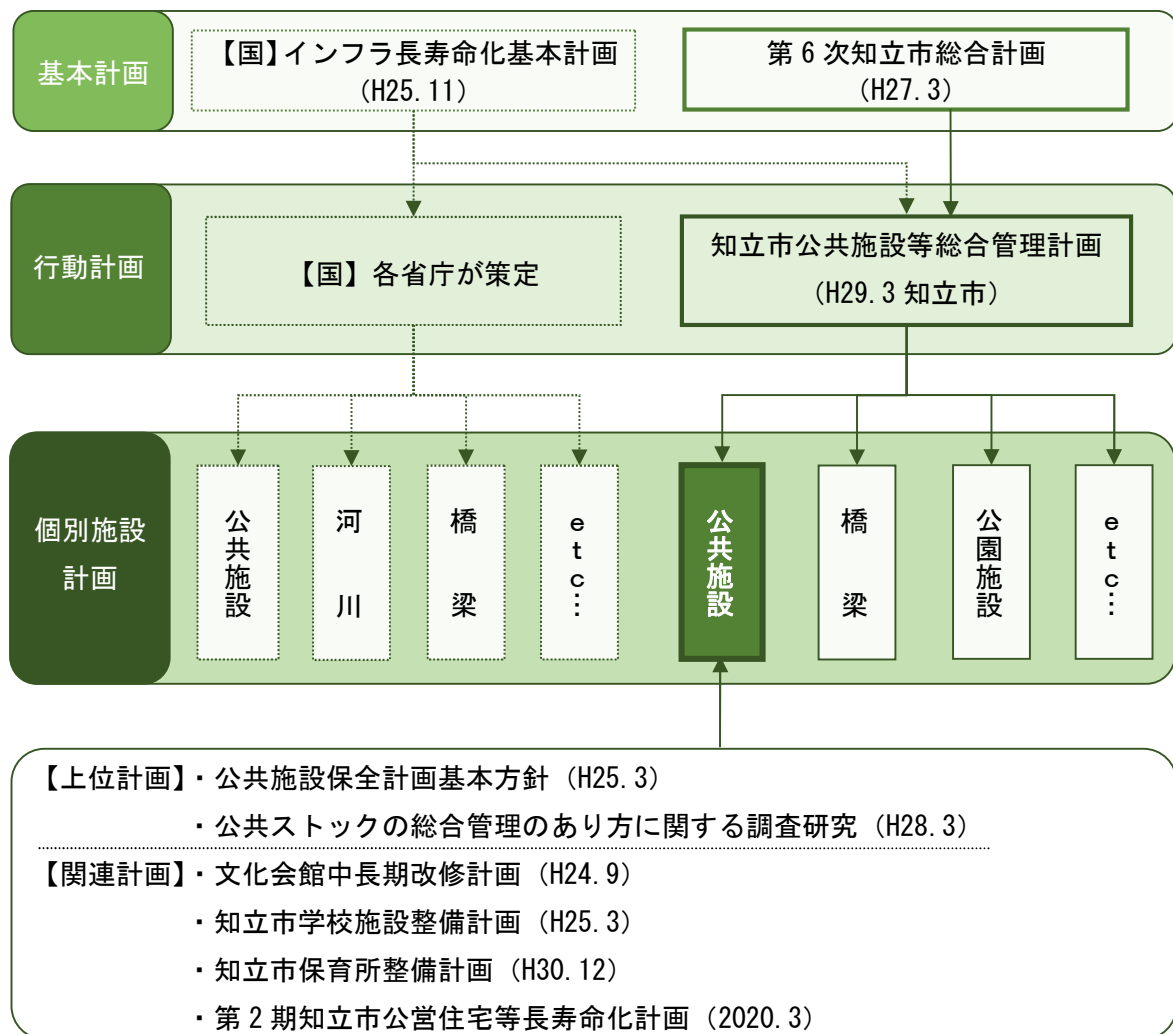 基本計画
【国】インフラ長寿命化基本計画
（H25.11）
第6次知立市総合計画
（H27.3）
行動計画
【国】各省庁が策定
知立市公共施設等総合管理計画
（H29.3 知立市）
個別施設
計画
公共施設
河川
橋梁
etc…
公共施設
橋梁
公園施設
etc…
【上位計画】・公共施設保全計画基本方針（H25.3）
・公共ストックの総合管理のあり方に関する調査研究（H28.3）
【関連計画】・文化会館中長期改修計画（H24.9）
・知立市学校施設整備計画（H25.3）
・知立市保育所整備計画（H30.12）
・第2期知立市公営住宅等長寿命化計画（2020.3）